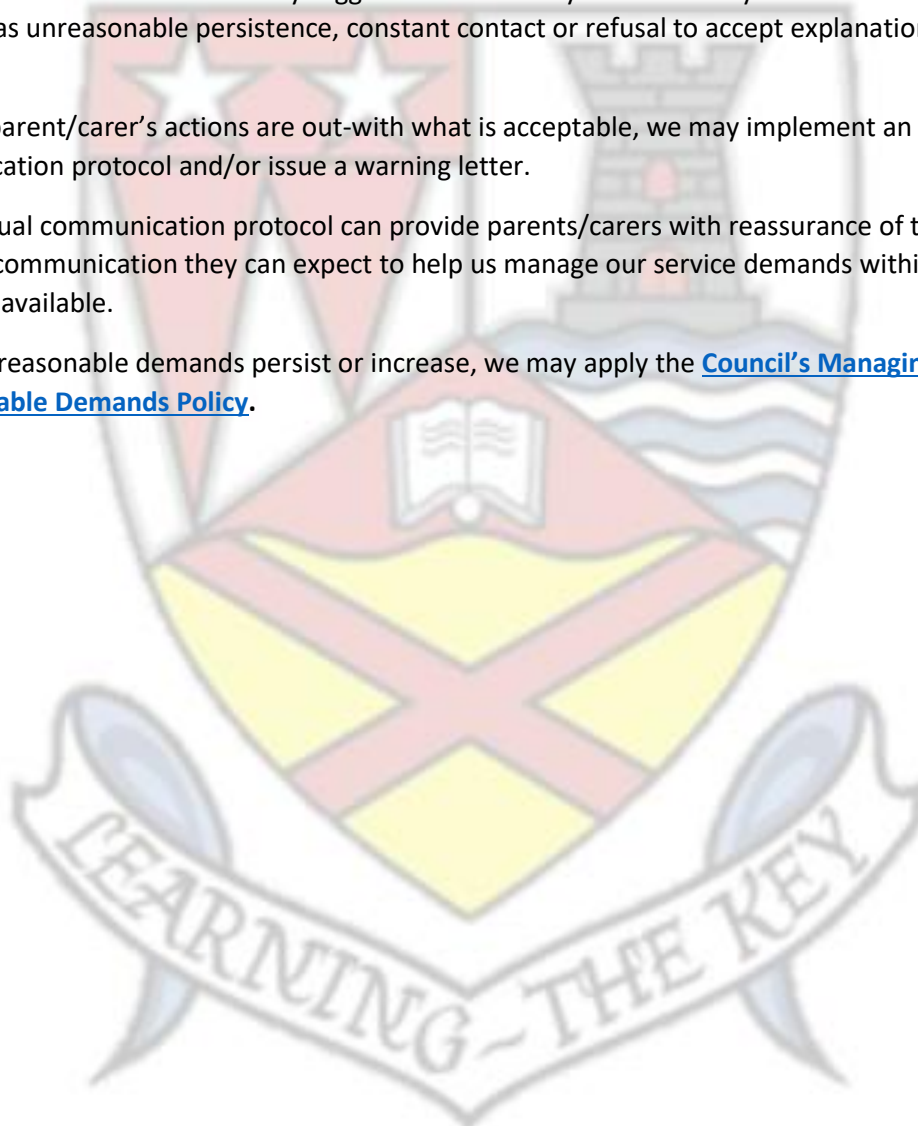 as unreasonable persistence, constant contact or refusal to accept explanation
parent/carer's actions are out-with what is acceptable, we may implement an
cation protocol and/or issue a warning letter.
ual communication protocol can provide parents/carers with reassurance of t
communication they can expect to help us manage our service demands withi
available.
reasonable demands persist or increase, we may apply the Council's Managin
able Demands Policy.
LEARNING ~ THE KEY